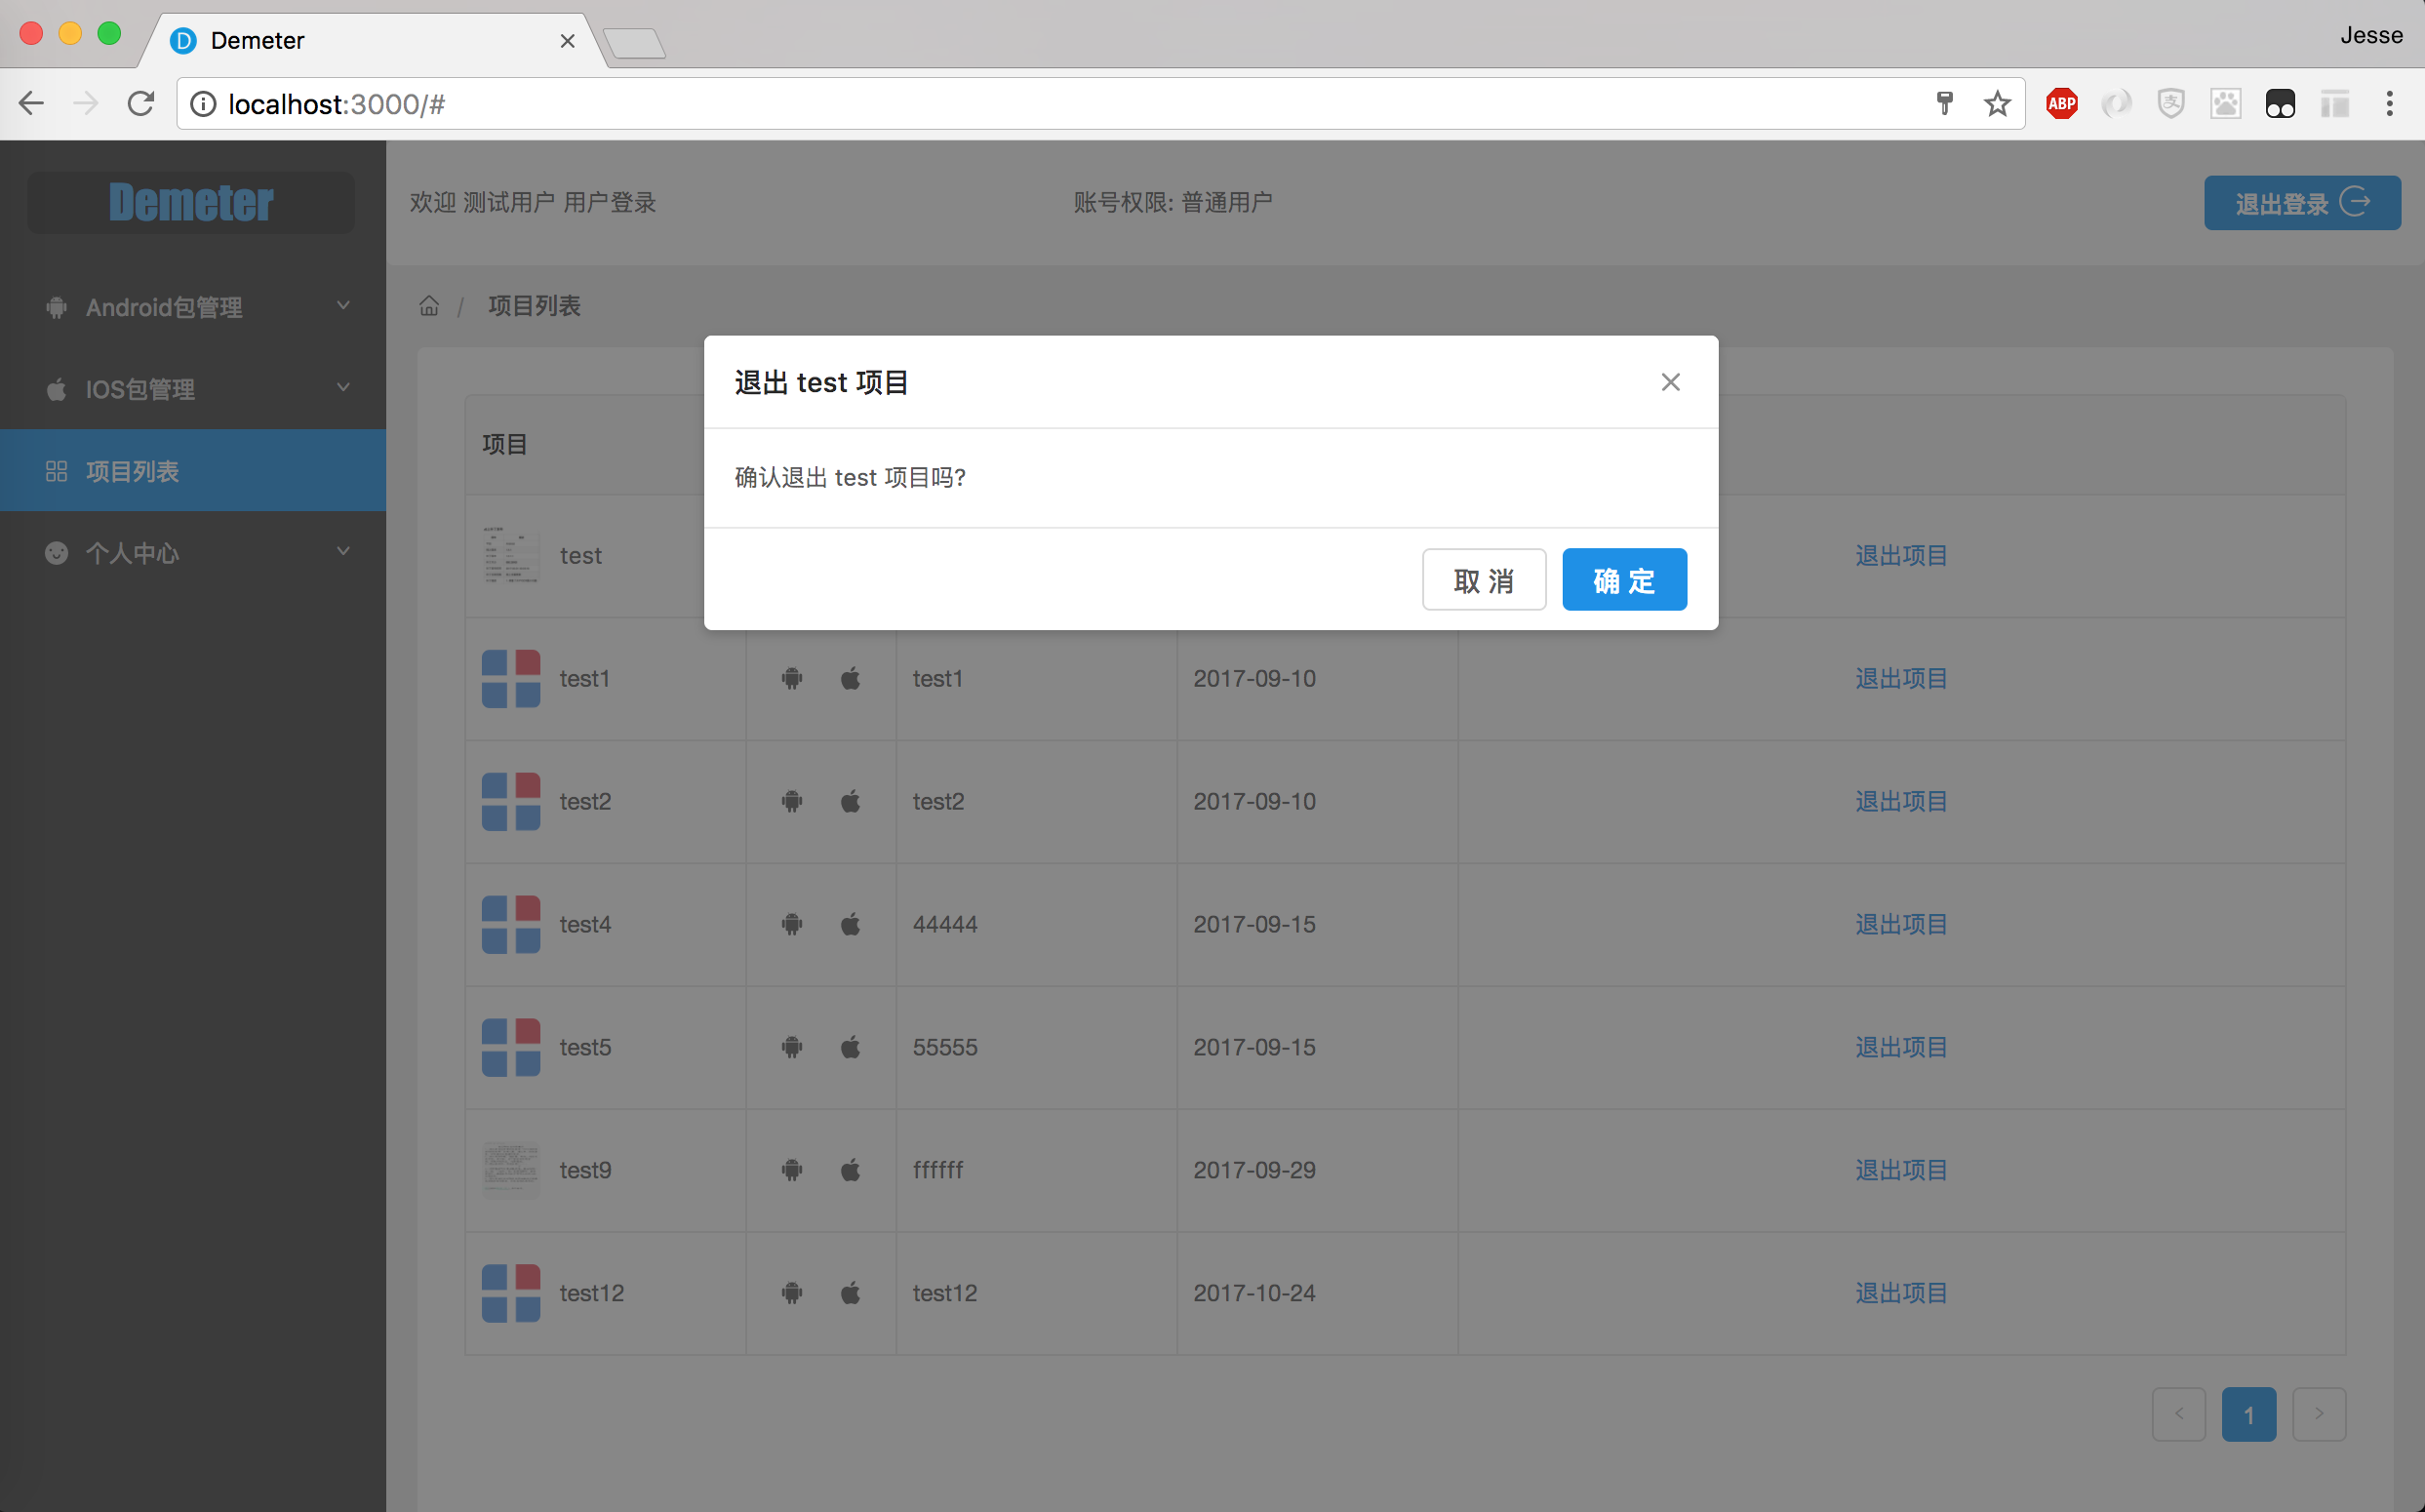 Demeter
Jesse
localhost:3000/#
ABP
Demeter
欢迎 测试用户 用户登录
账号权限: 普通用户
退出登录
Android包管理
IOS包管理
项目列表
个人中心
/ 项目列表
退出 test 项目
确认退出 test 项目吗?
取 消
确 定
项目
test
退出项目
test1
test1
2017-09-10
退出项目
test2
test2
2017-09-10
退出项目
test4
44444
2017-09-15
退出项目
test5
55555
2017-09-15
退出项目
test9
ffffff
2017-09-29
退出项目
test12
test12
2017-10-24
退出项目
< 1 >